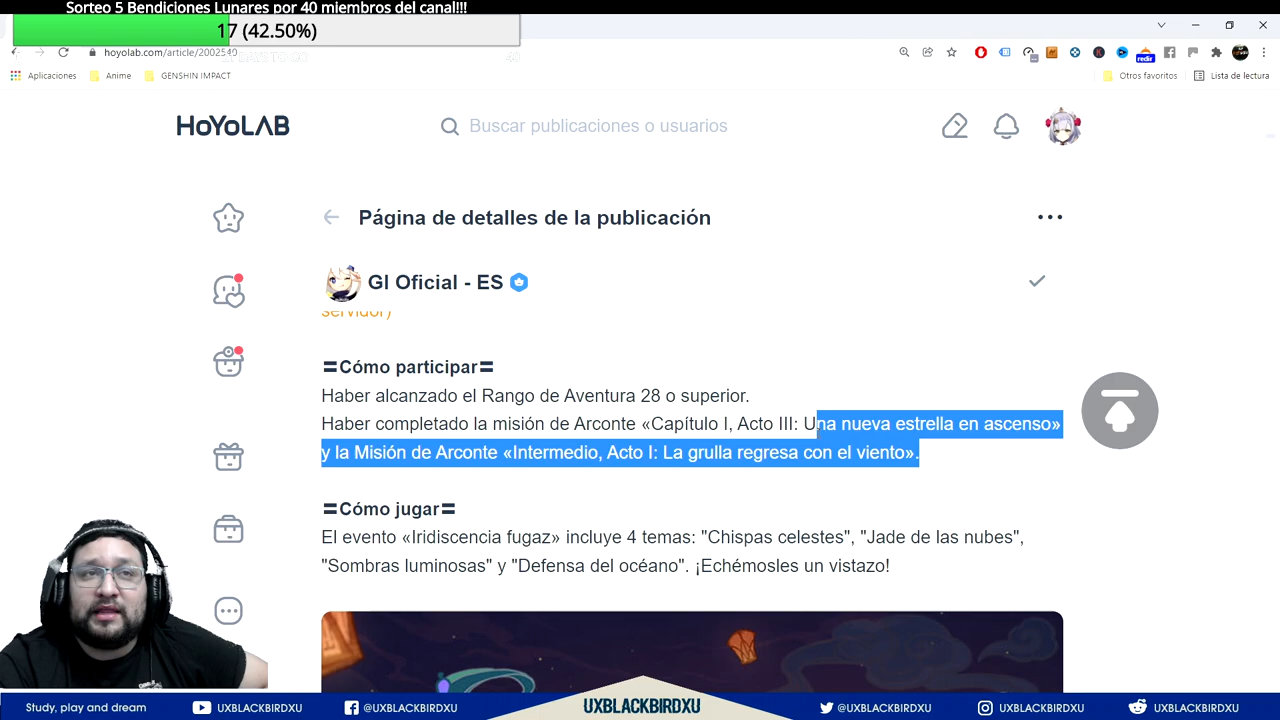 Sorteo 5 Bendiciones Lunares por 40 miembros del canal!!!
17 (42.50%)
hoyolab.com/article/2002549
40
redir
Aplicaciones
Anime
GENSHIN IMPACT
Otros favoritos
Lista de lectura
HoYoLAB
Buscar publicaciones o usuarios
Página de detalles de la publicación
GI Oficial - ES
servidor)
〓Cómo participar〓
Haber alcanzado el Rango de Aventura 28 o superior.
Haber completado la misión de Arconte «Capítulo I, Acto III: Una nueva estrella en ascenso»
y la Misión de Arconte «Intermedio, Acto I: La grulla regresa con el viento».
〓Cómo jugar〓
El evento «Iridiscencia fugaz» incluye 4 temas: "Chispas celestes", "Jade de las nubes",
"Sombras luminosas" y "Defensa del océano". ¡Echémosles un vistazo!
Study, play and dream
UXBLACKBIRDXU
@UXBLACKBIRDXU
UXBLACKBIRDXU
@UXBLACKBIRDXU
UXBLACKBIRDXU
UXBLACKBIRDXU